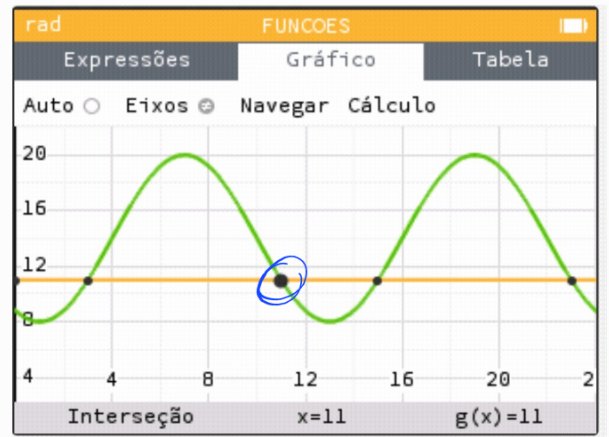 rad FUNCOES
Expressões Gráfico Tabela
Auto Eixos Navegar Cálculo
20
16
12
8
4 4 8 12 16 20 2
Interseção x=11 g(x)=11